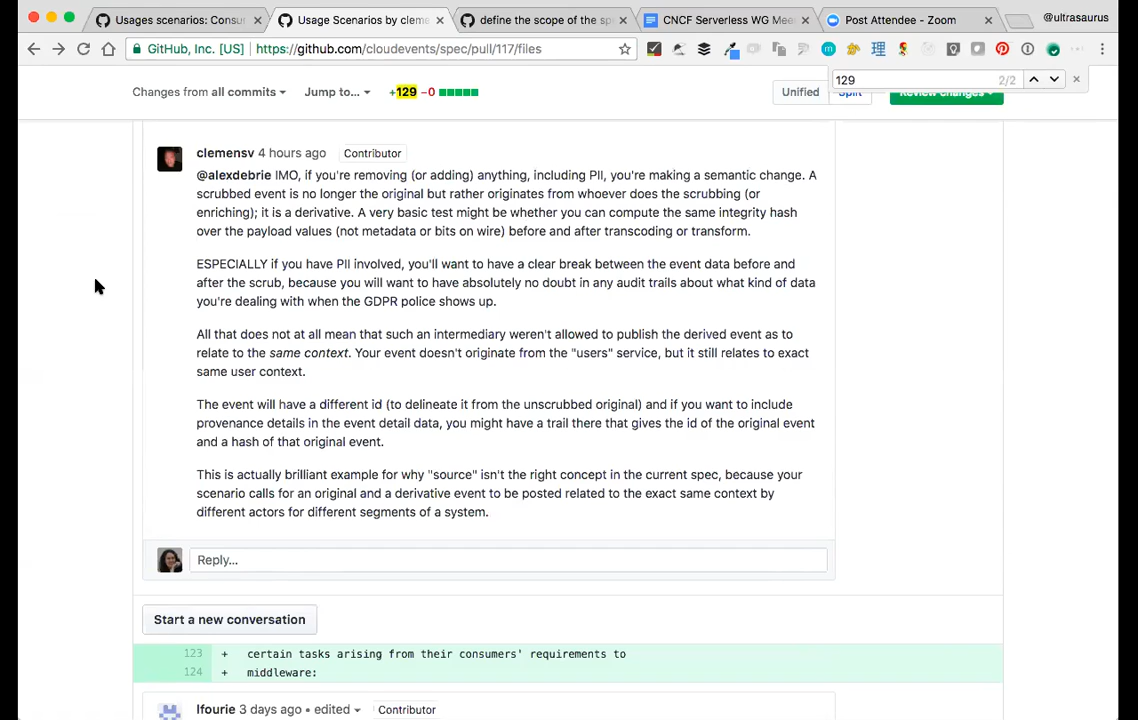 Usages scenarios: Consu
Usage Scenarios by cleme
define the scope of the sp
CNCF Serverless WG Mee
Post Attendee - Zoom
@ultrasaurus
GitHub, Inc. [US]
https://github.com/cloudevents/spec/pull/117/files
129
2/2
Changes from all commits
Jump to...
+129 −0
Unified
Split
Review changes
clemensv 4 hours ago
Contributor
@alexdebrie IMO, if you're removing (or adding) anything, including PII, you're making a semantic change. A
scrubbed event is no longer the original but rather originates from whoever does the scrubbing (or
enriching); it is a derivative. A very basic test might be whether you can compute the same integrity hash
over the payload values (not metadata or bits on wire) before and after transcoding or transform.
ESPECIALLY if you have PII involved, you'll want to have a clear break between the event data before and
after the scrub, because you will want to have absolutely no doubt in any audit trails about what kind of data
you're dealing with when the GDPR police shows up.
All that does not at all mean that such an intermediary weren't allowed to publish the derived event as to
relate to the same context. Your event doesn't originate from the "users" service, but it still relates to exact
same user context.
The event will have a different id (to delineate it from the unscrubbed original) and if you want to include
provenance details in the event detail data, you might have a trail there that gives the id of the original event
and a hash of that original event.
This is actually brilliant example for why "source" isn't the right concept in the current spec, because your
scenario calls for an original and a derivative event to be posted related to the exact same context by
different actors for different segments of a system.
Reply...
Start a new conversation
123 + certain tasks arising from their consumers' requirements to
124 + middleware:
lfourie 3 days ago • edited
Contributor